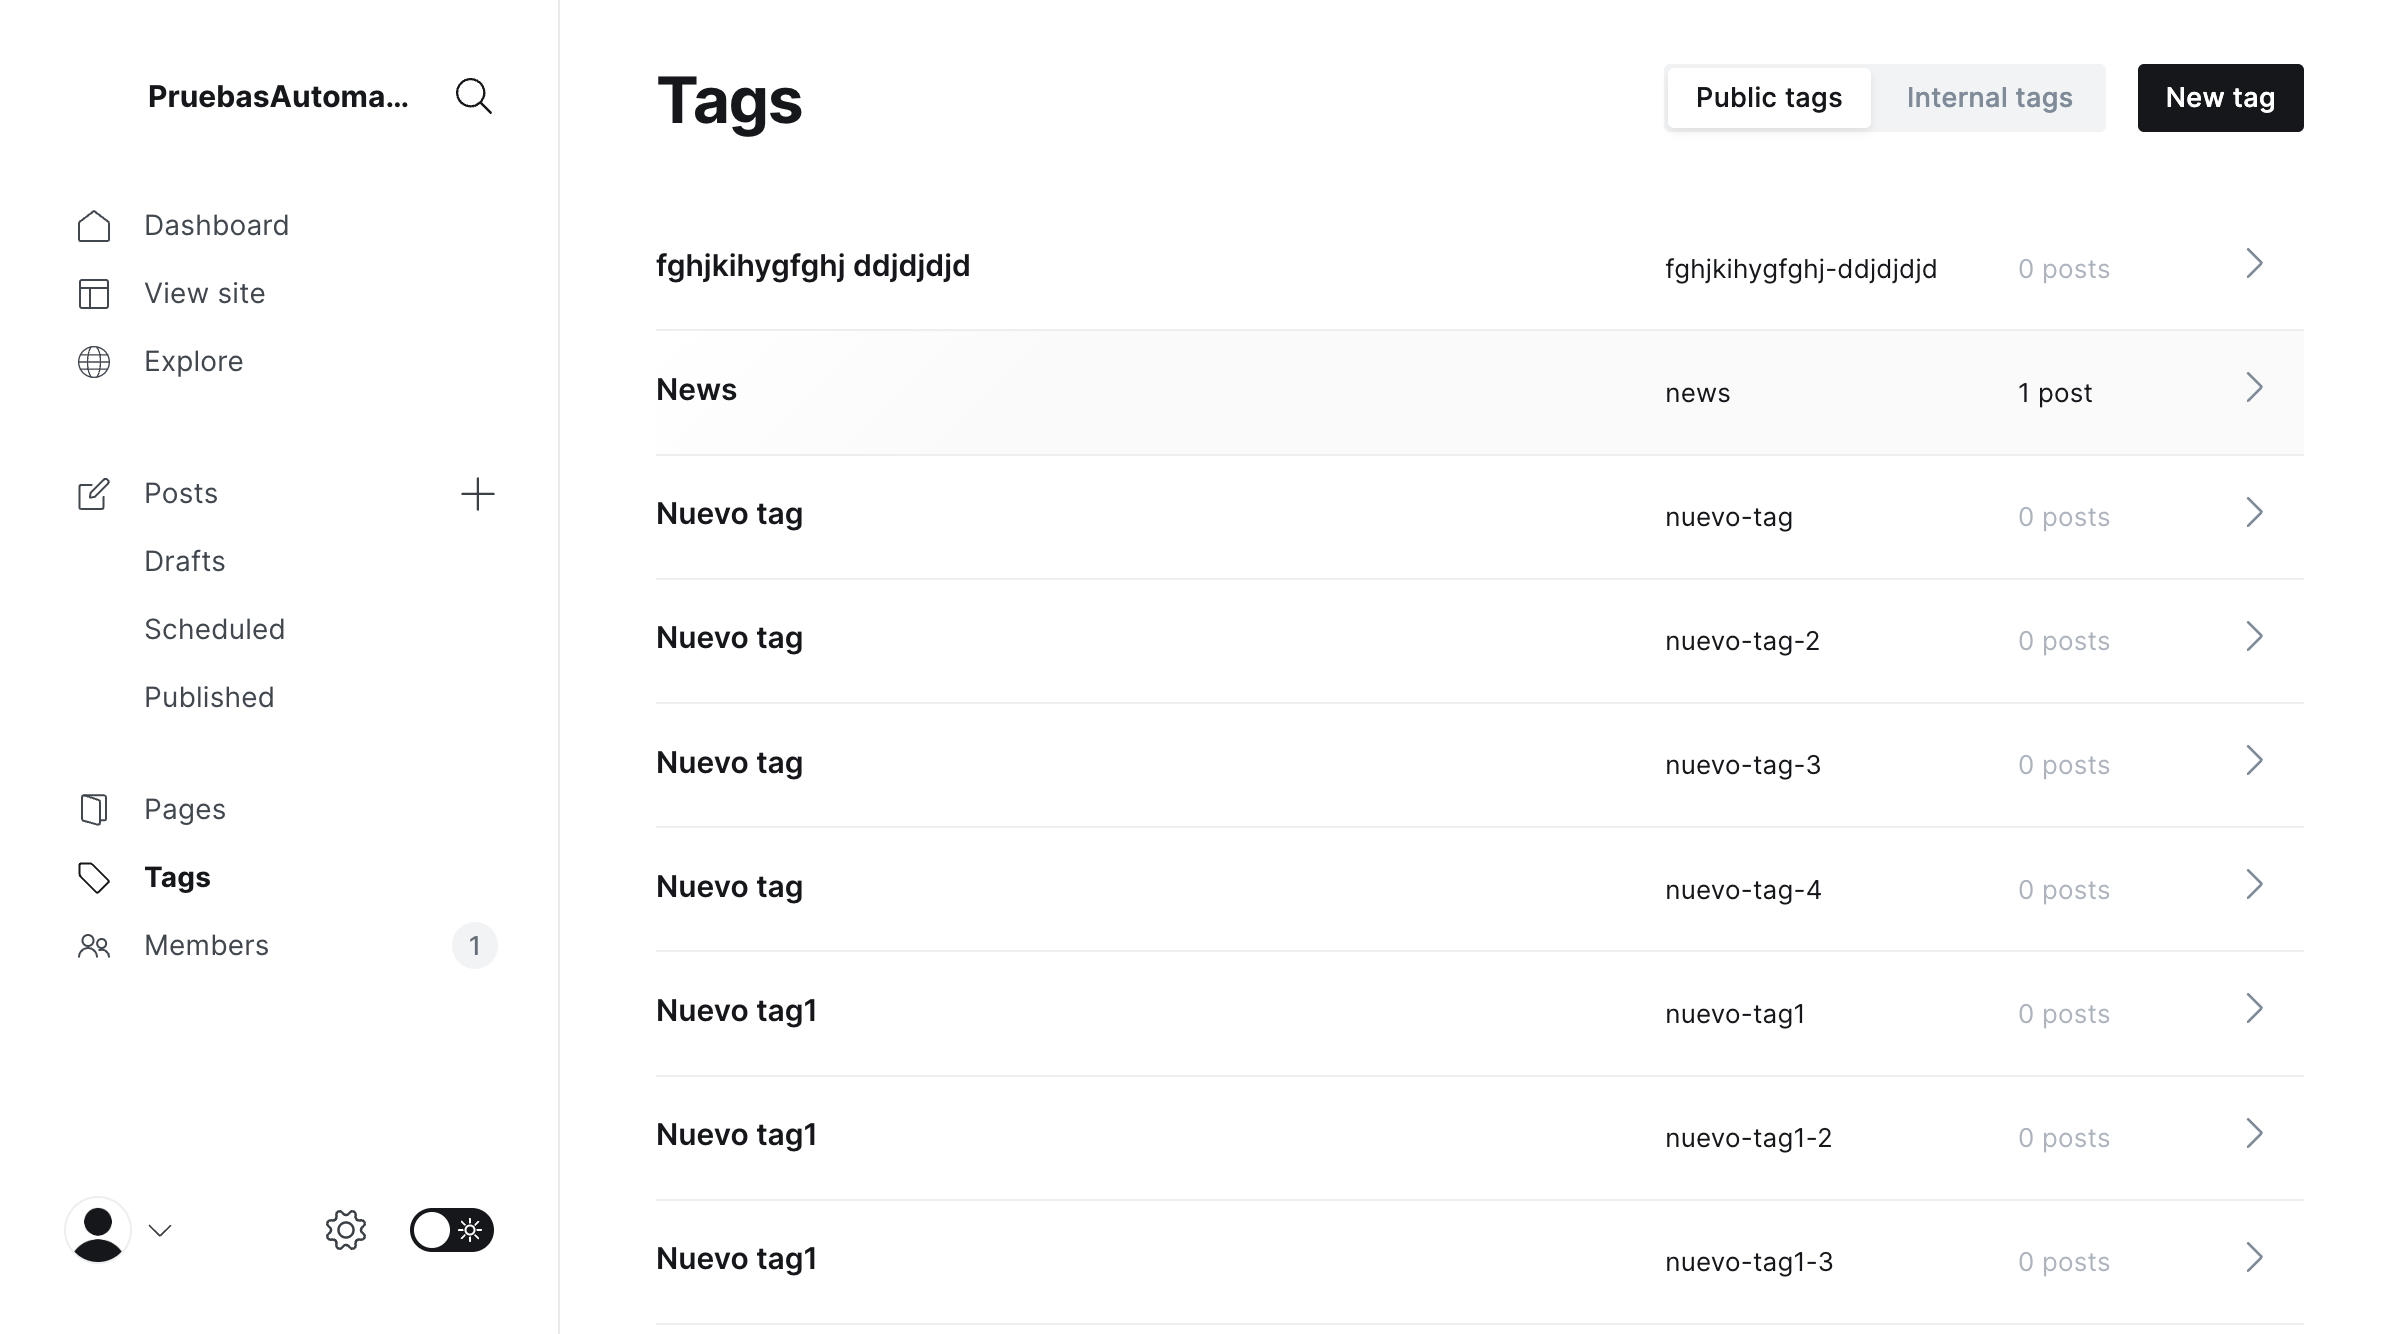 PruebasAutoma...
Dashboard
View site
Explore
Posts
Drafts
Scheduled
Published
Pages
Tags
Members 1
Tags
Public tags Internal tags New tag
fghjkihygfghj ddjdjdjd fghjkihygfghj-ddjdjdjd 0 posts
News news 1 post
Nuevo tag nuevo-tag 0 posts
Nuevo tag nuevo-tag-2 0 posts
Nuevo tag nuevo-tag-3 0 posts
Nuevo tag nuevo-tag-4 0 posts
Nuevo tag1 nuevo-tag1 0 posts
Nuevo tag1 nuevo-tag1-2 0 posts
Nuevo tag1 nuevo-tag1-3 0 posts